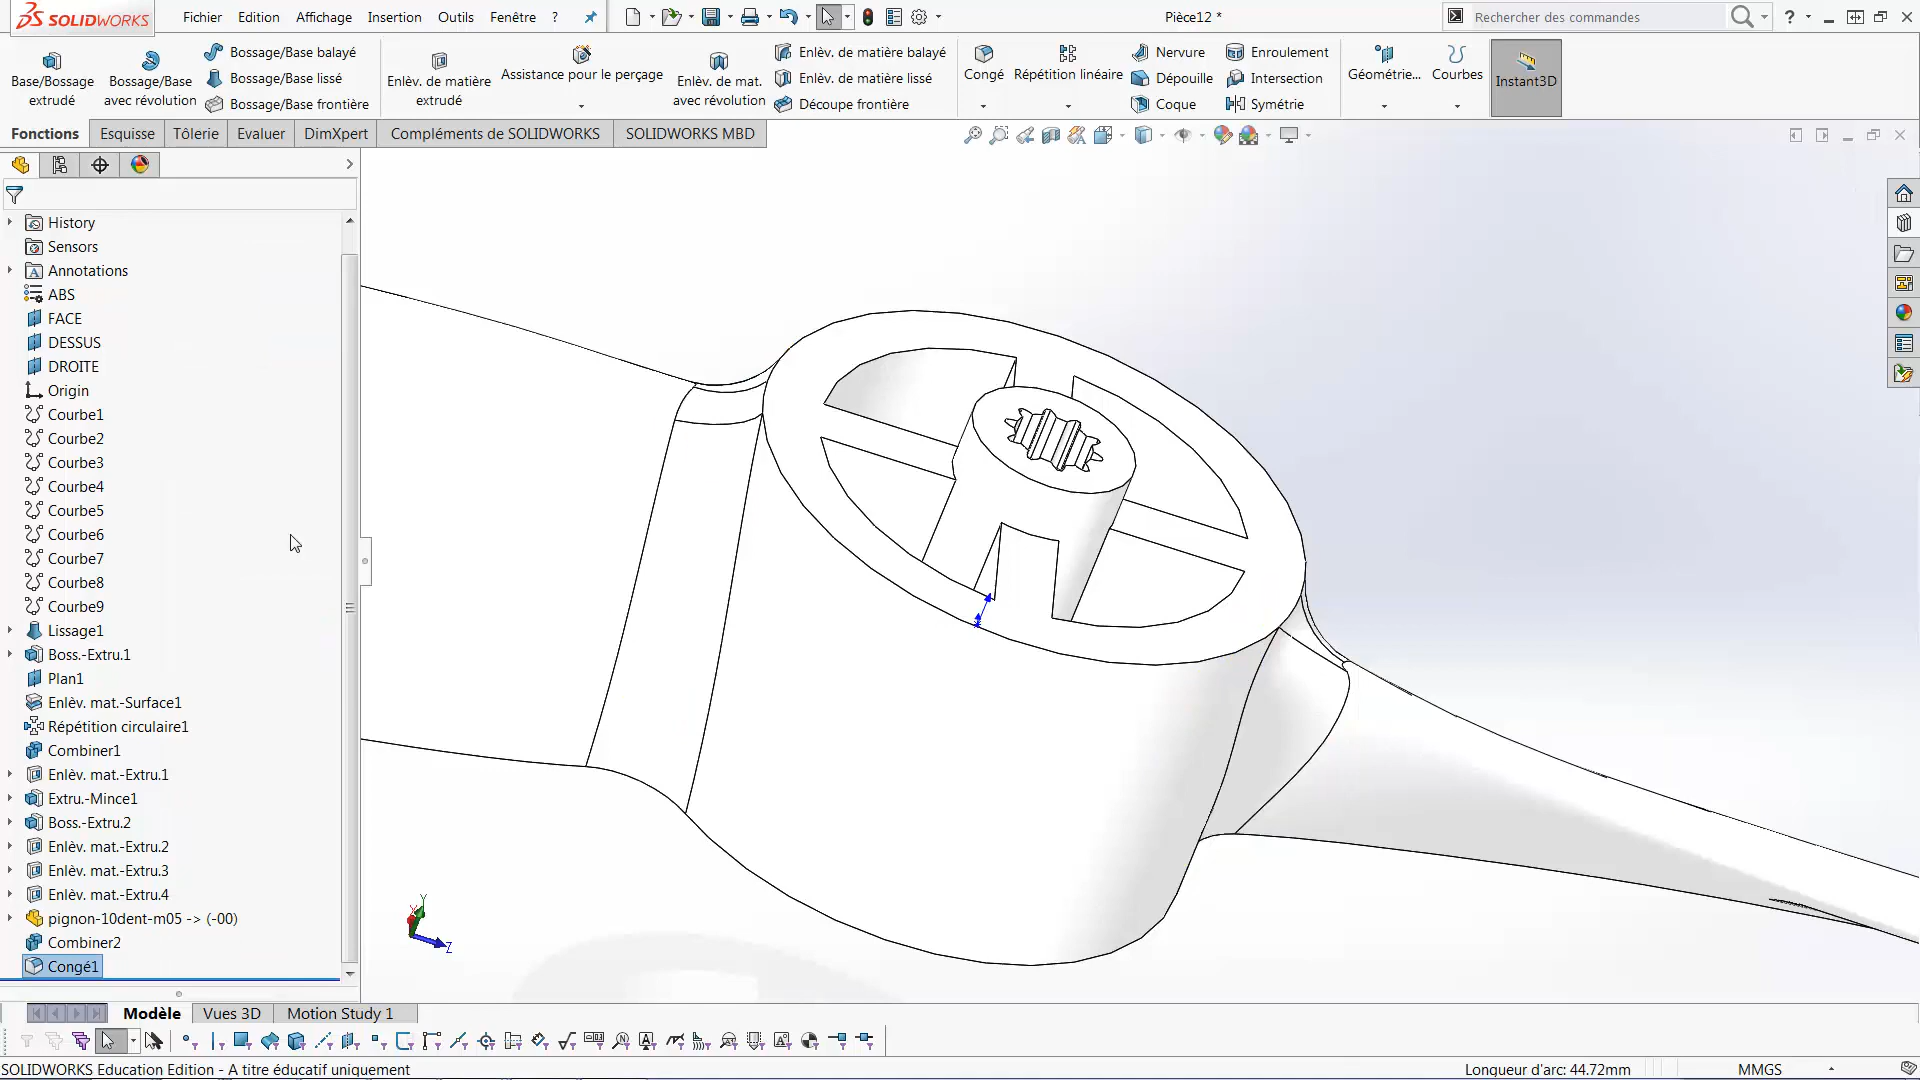 SOLIDWORKS Fichier Edition Affichage Insertion Outils Fenêtre ? Pièce12 * Rechercher des commandes ?
Base/Bossage extrudé
Bossage/Base avec révolution
Bossage/Base balayé
Bossage/Base lissé
Bossage/Base frontière
Enlèv. de matière extrudé
Assistance pour le perçage
Enlèv. de mat. avec révolution
Enlèv. de matière balayé
Enlèv. de matière lissé
Découpe frontière
Congé
Répétition linéaire
Nervure
Dépouille
Coque
Enroulement
Intersection
Symétrie
Géométrie...
Courbes
Instant3D
Fonctions Esquisse Tôlerie Evaluer DimXpert Compléments de SOLIDWORKS SOLIDWORKS MBD
History
Sensors
Annotations
ABS
FACE
DESSUS
DROITE
Origin
Courbe1
Courbe2
Courbe3
Courbe4
Courbe5
Courbe6
Courbe7
Courbe8
Courbe9
Lissage1
Boss.-Extru.1
Plan1
Enlèv. mat.-Surface1
Répétition circulaire1
Combiner1
Enlèv. mat.-Extru.1
Extru.-Mince1
Boss.-Extru.2
Enlèv. mat.-Extru.2
Enlèv. mat.-Extru.3
Enlèv. mat.-Extru.4
pignon-10dent-m05 -> (-00)
Combiner2
Congé1
Y
X
Z
Modèle Vues 3D Motion Study 1
SOLIDWORKS Education Edition - A titre éducatif uniquement Longueur d'arc: 44.72mm MMGS